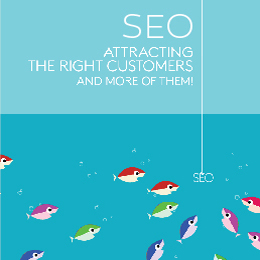 SEO
ATTRACTING
THE RIGHT CUSTOMERS
AND MORE OF THEM!
SEO